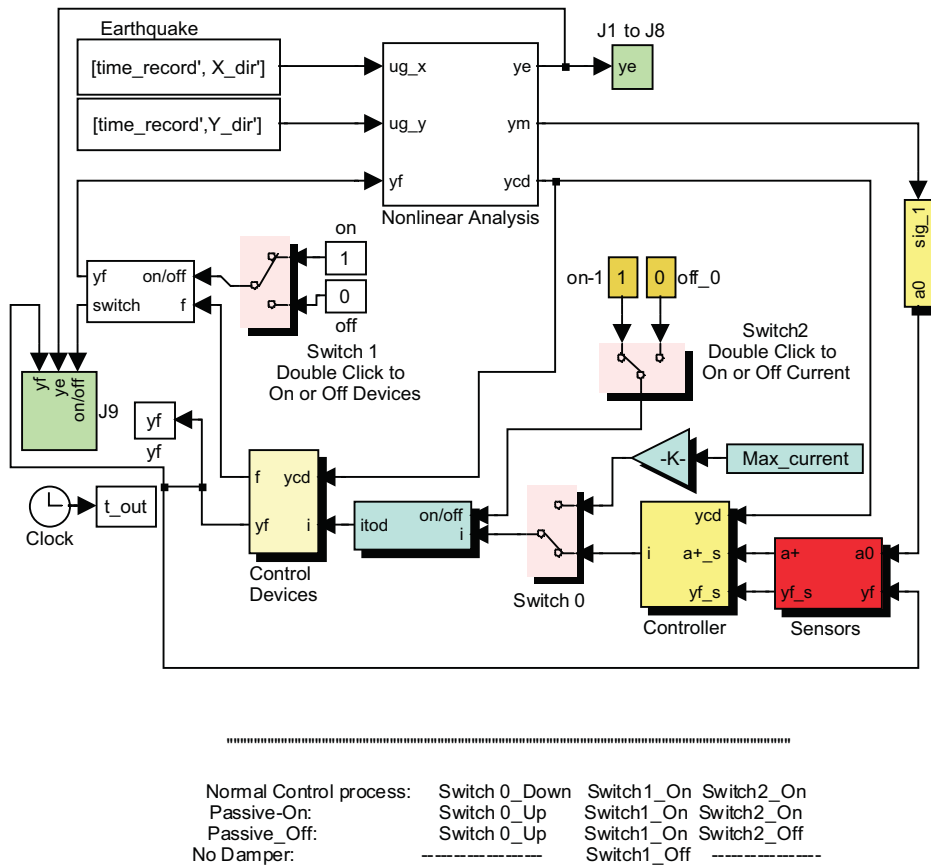 Earthquake
J1 to J8
[time_record', X_dir']
ug_x
ye
ye
[time_record',Y_dir']
ug_y
ym
yf
ycd
Nonlinear Analysis
sig_1
a0
on
1
0
off
yf
on/off
switch
f
Switch 1
Double Click to
On or Off Devices
on-1
1
0
off_0
Switch2
Double Click to
On or Off Current
yf
ye
on/off
J9
yf
yf
-K-
Max_current
f
ycd
yf
i
Control
Devices
itod
on/off
i
Switch 0
ycd
i
a+_s
yf_s
Controller
a+
a0
yf_s
yf
Sensors
Clock
t_out
Normal Control process: Switch 0_Down Switch1_On Switch2_On
Passive-On: Switch 0_Up Switch1_On Switch2_On
Passive_Off: Switch 0_Up Switch1_On Switch2_Off
No Damper: ------------------- Switch1_Off -----------------